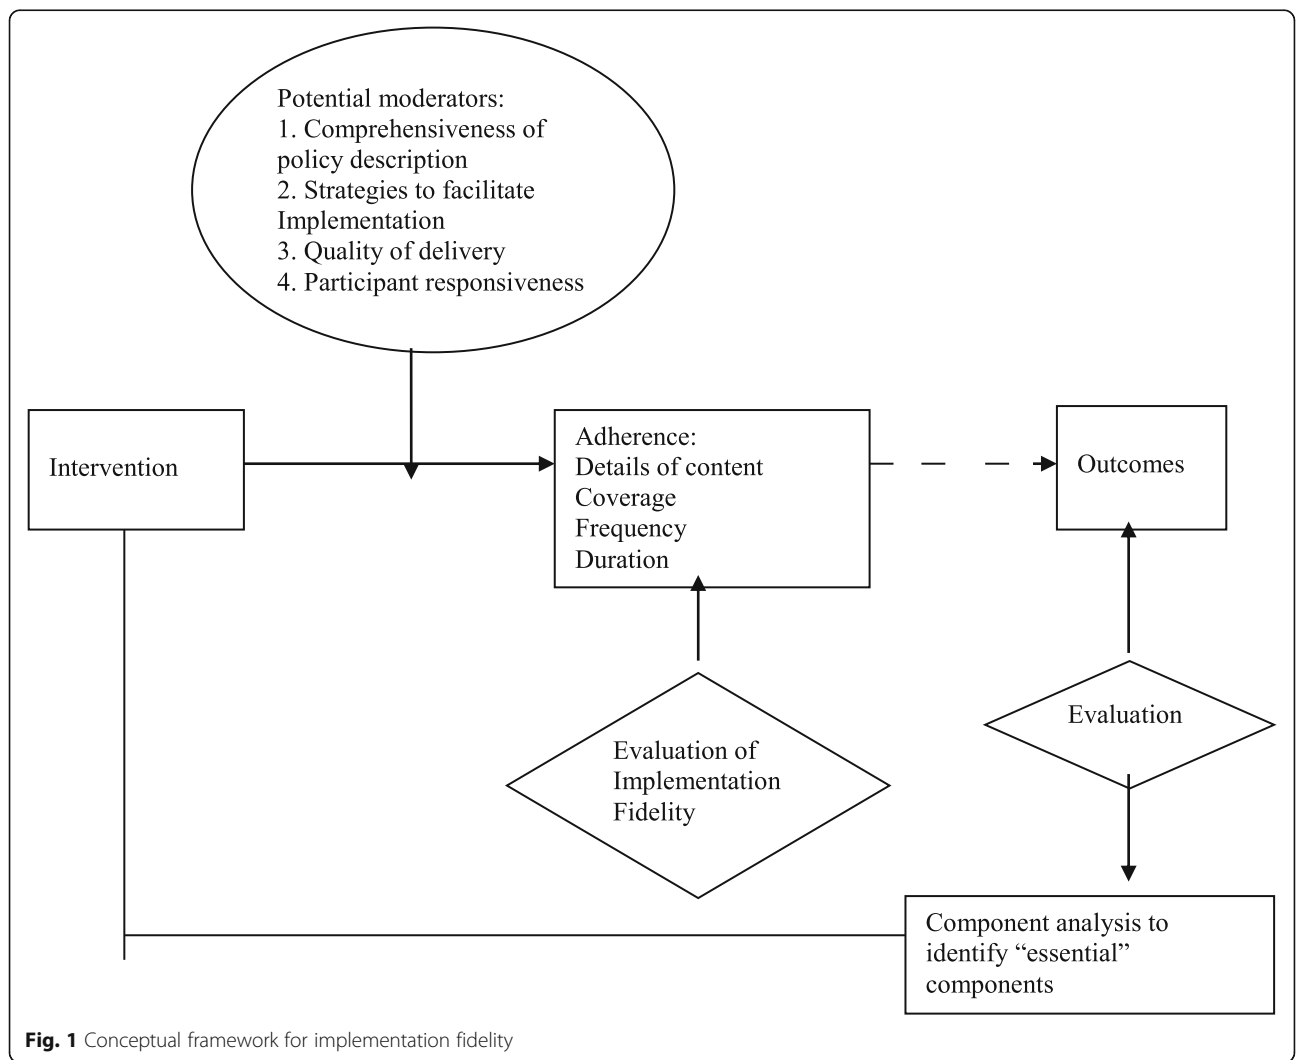 Potential moderators:
1. Comprehensiveness of
policy description
2. Strategies to facilitate
Implementation
3. Quality of delivery
4. Participant responsiveness
Intervention
Adherence:
Details of content
Coverage
Frequency
Duration
Outcomes
Evaluation of
Implementation
Fidelity
Evaluation
Component analysis to
identify “essential”
components
Fig. 1 Conceptual framework for implementation fidelity